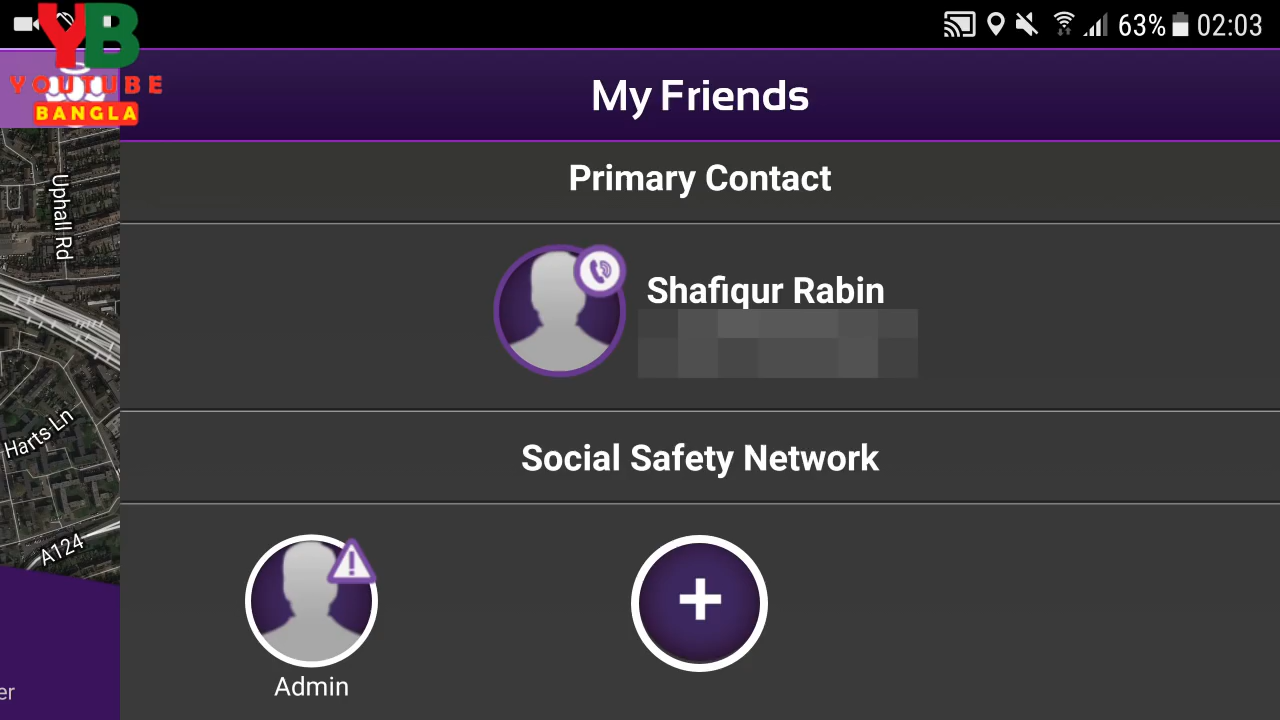 YB
YOUTUBE
BANGLA
63% 02:03
My Friends
Primary Contact
Uphall Rd
Shafiqur Rabin
Harts Ln
Social Safety Network
A124
Admin
er